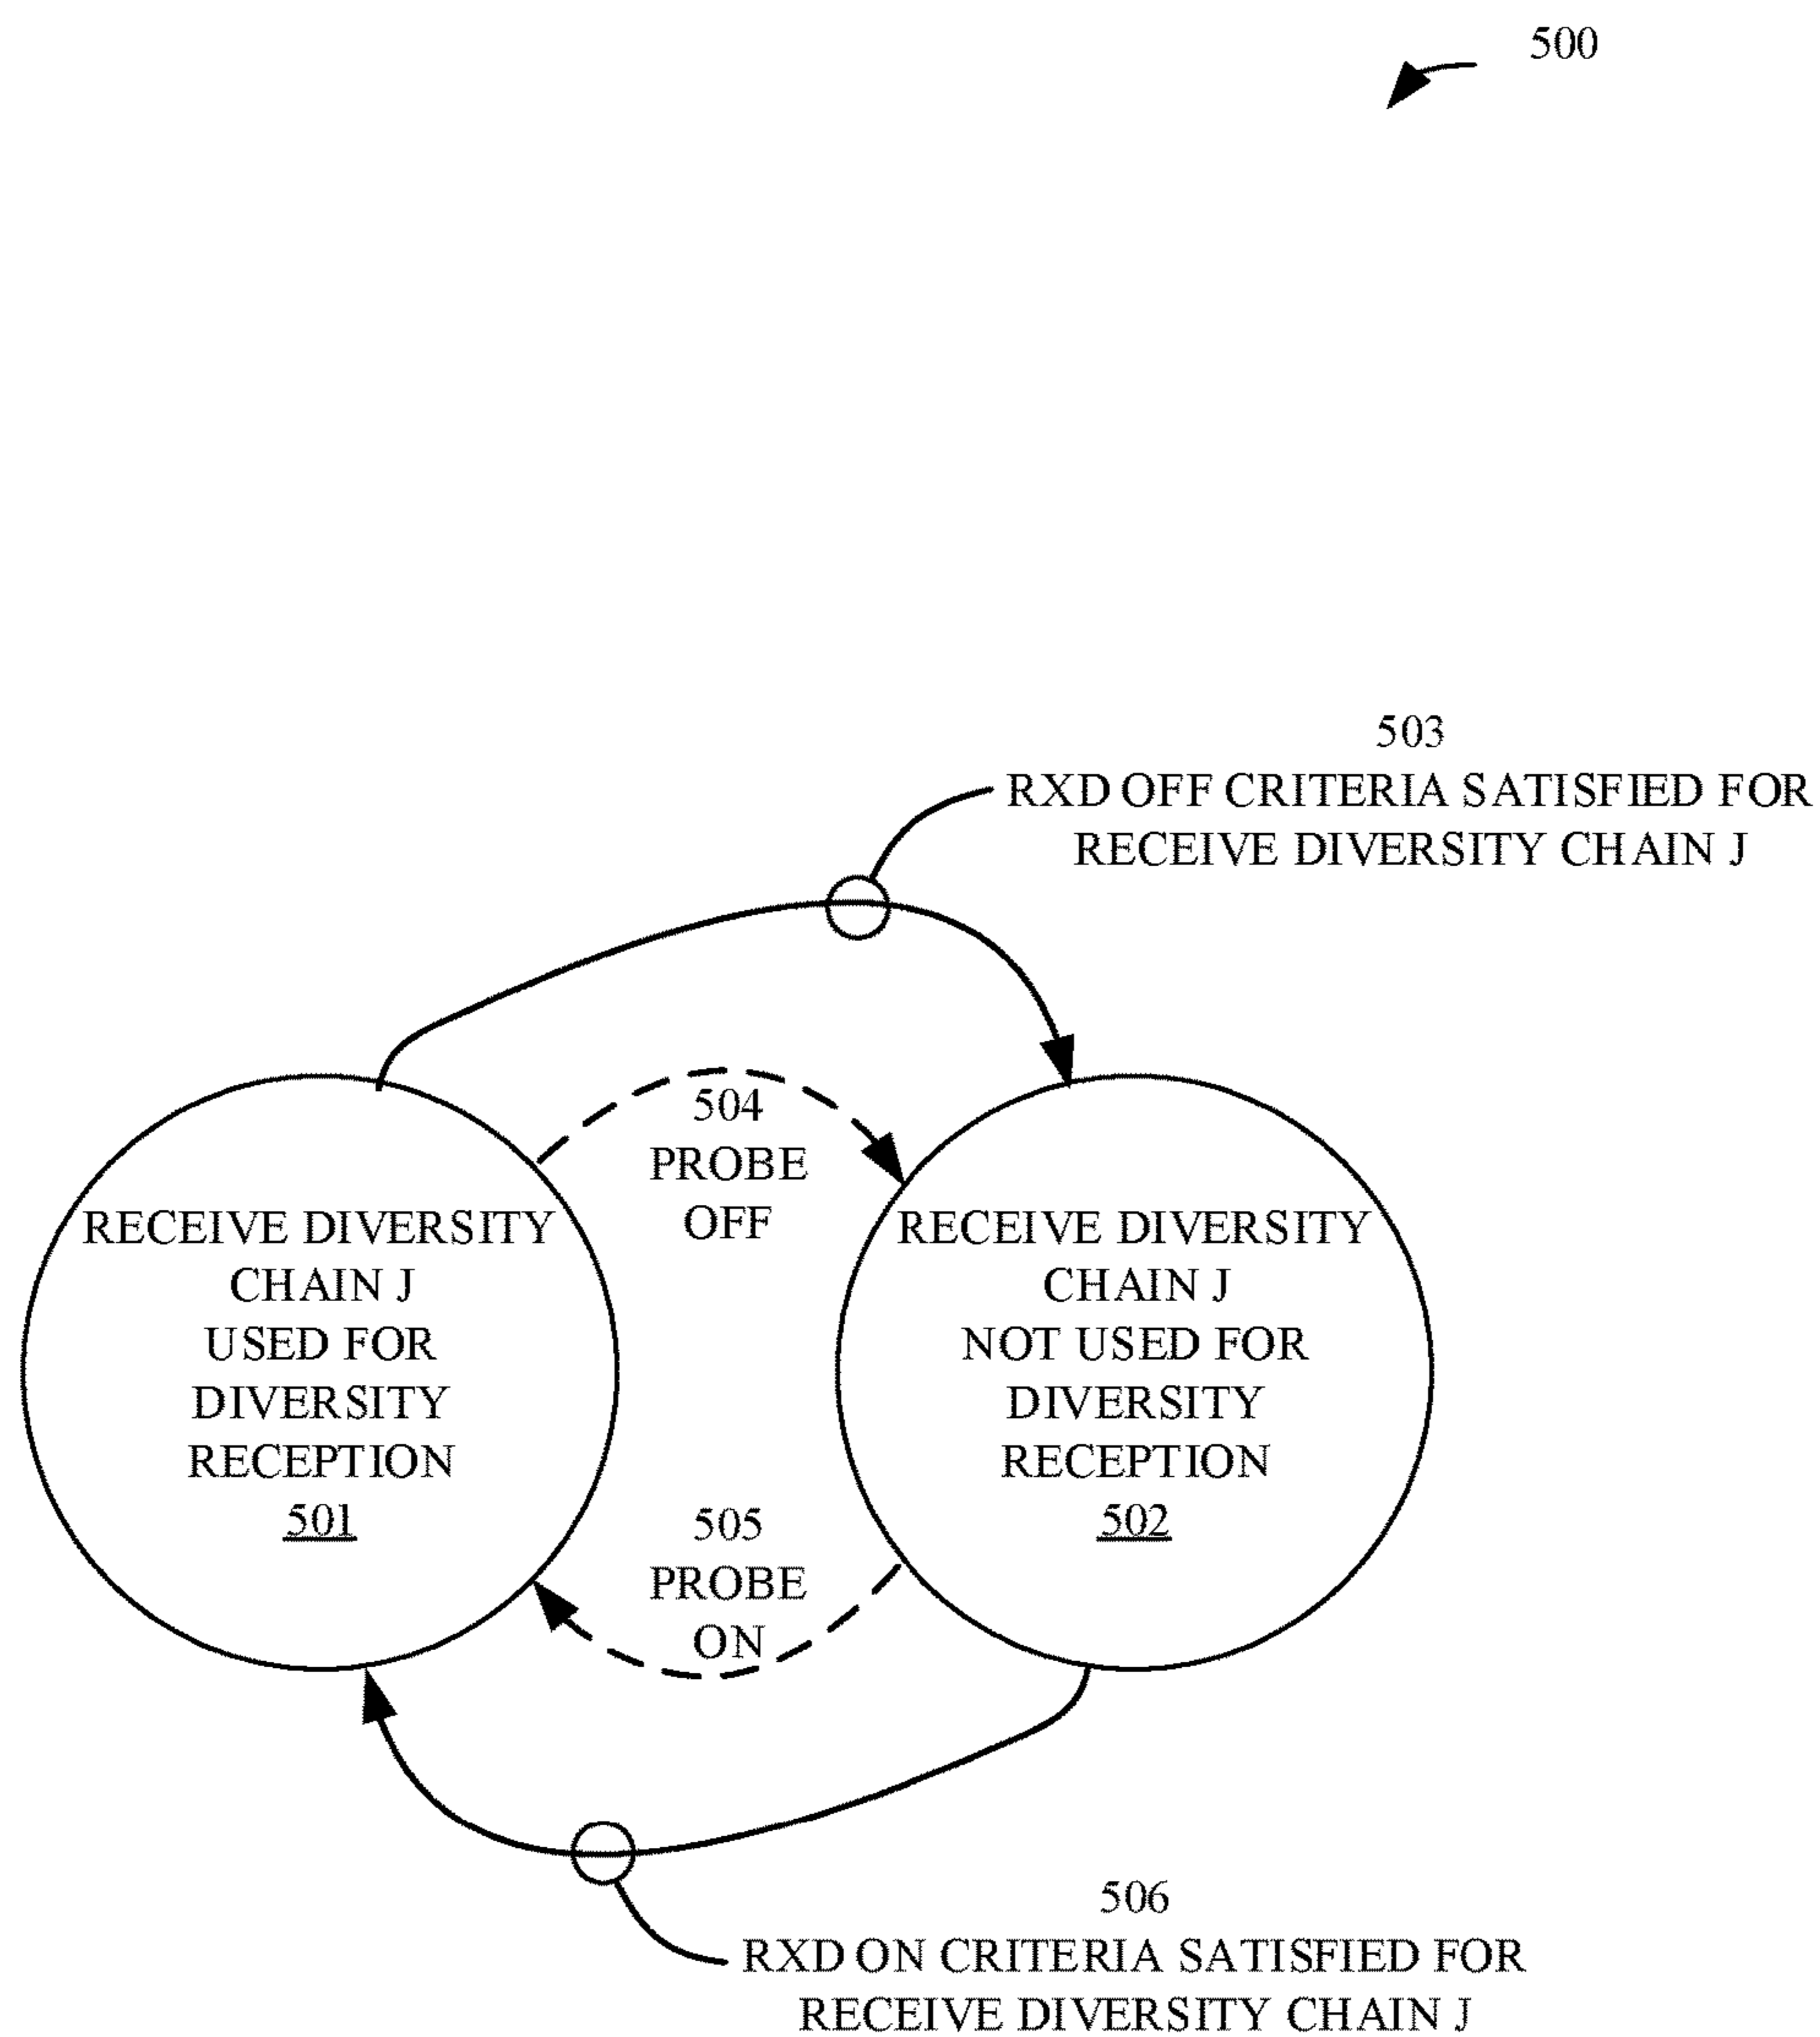 500
503
RXD OFF CRITERIA SATISFIED FOR
RECEIVE DIVERSITY CHAIN J
504
PROBE
OFF
RECEIVE DIVERSITY
CHAIN J
USED FOR
DIVERSITY
RECEPTION
501
RECEIVE DIVERSITY
CHAIN J
NOT USED FOR
DIVERSITY
RECEPTION
502
505
PROBE
ON
506
RXD ON CRITERIA SATISFIED FOR
RECEIVE DIVERSITY CHAIN J